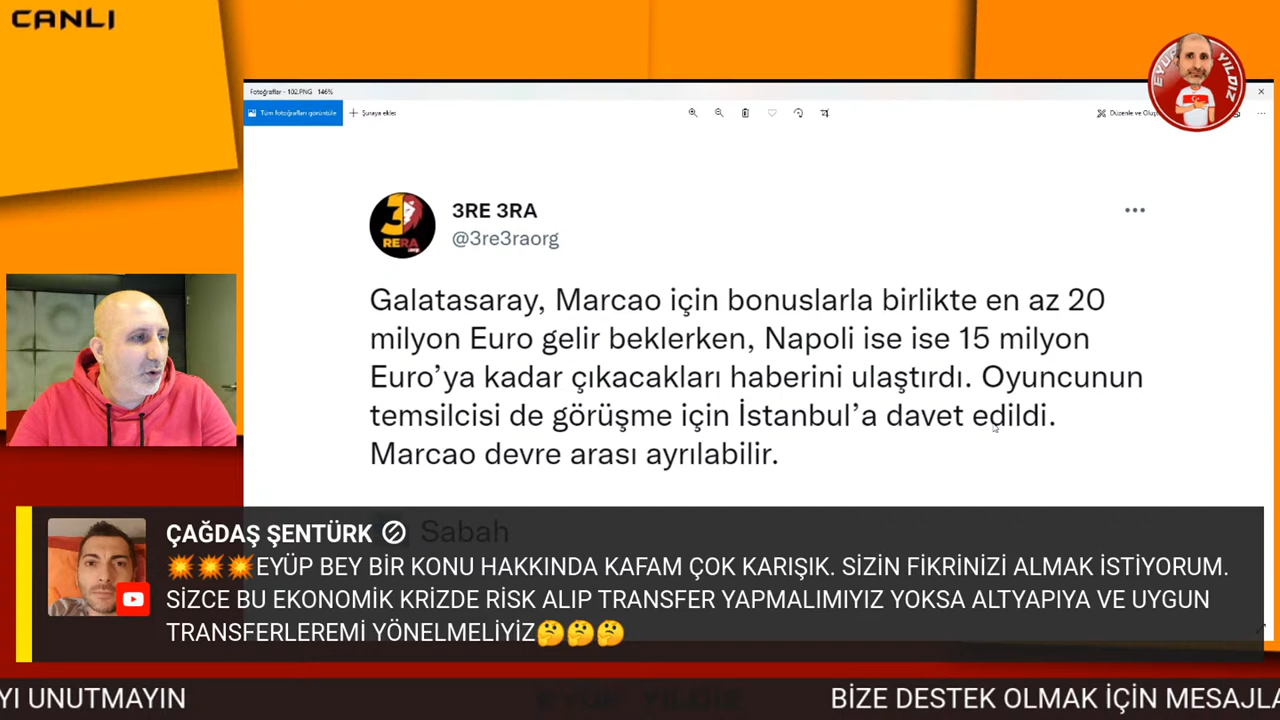 CANLI
EYÜP YILDIZ
Fotoğraflar - 102.PNG 146%
Tüm fotoğrafları görüntüle
Şuraya ekle
Düzenle ve Oluş
3RE 3RA
@3re3raorg
3
RERA
Galatasaray, Marcao için bonuslarla birlikte en az 20
milyon Euro gelir beklerken, Napoli ise ise 15 milyon
Euro’ya kadar çıkacakları haberini ulaştırdı. Oyuncunun
temsilcisi de görüşme için İstanbul’a davet edildi.
Marcao devre arası ayrılabilir.
Sabah
ÇAĞDAŞ ŞENTÜRK
💥💥💥EYÜP BEY BİR KONU HAKKINDA KAFAM ÇOK KARIŞIK. SİZİN FİKRİNİZİ ALMAK İSTİYORUM.
SİZCE BU EKONOMİK KRİZDE RİSK ALIP TRANSFER YAPMALIMIYIZ YOKSA ALTYAPIYA VE UYGUN
TRANSFERLEREMİ YÖNELMELİYİZ🤔🤔🤔
EYÜP YILDIZ
YI UNUTMAYIN
BİZE DESTEK OLMAK İÇİN MESAJLA